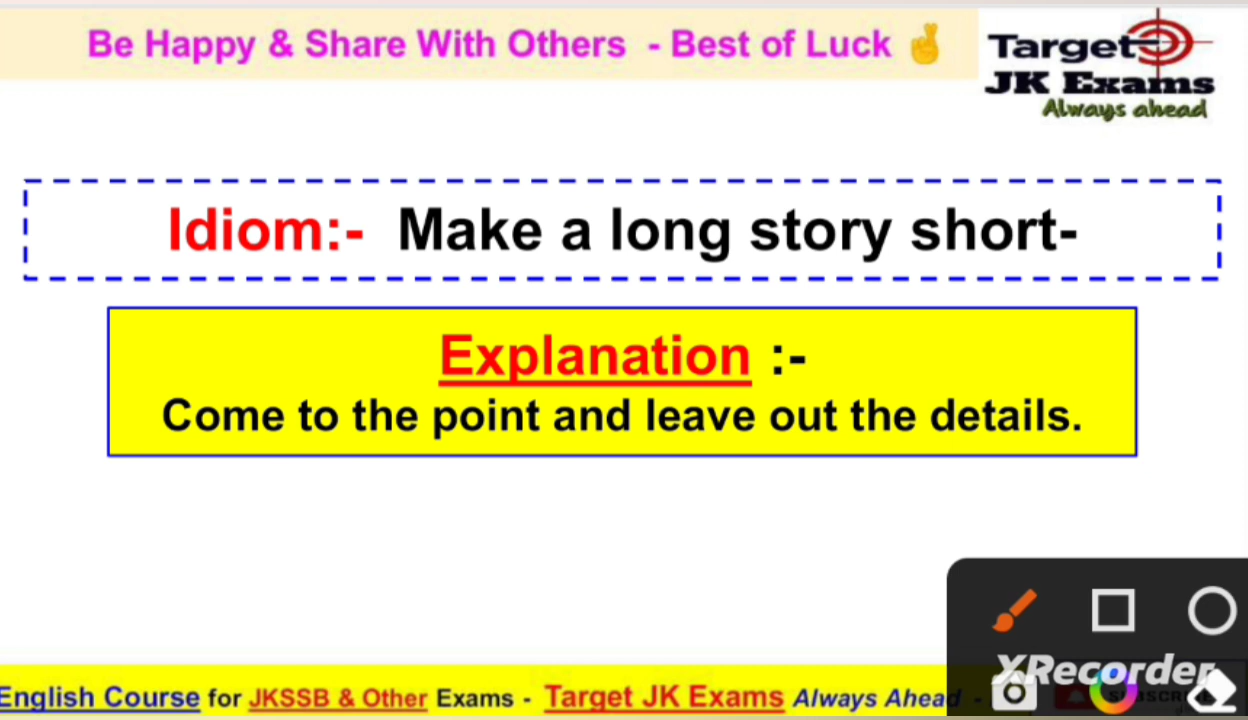 Be Happy & Share With Others - Best of Luck 🤞
Target
JK Exams
Always ahead
Idiom:- Make a long story short-
Explanation :-
Come to the point and leave out the details.
XRecorder
English Course for JKSSB & Other Exams - Target JK Exams Always Ahead -